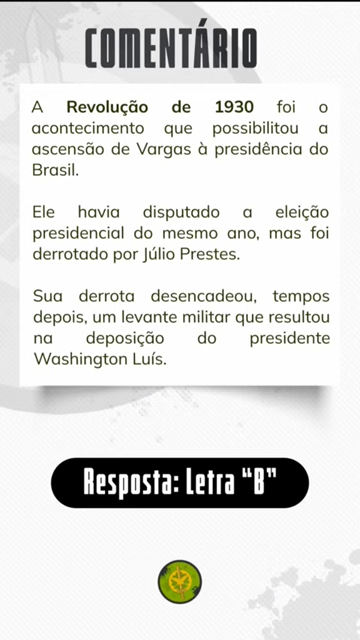 COMENTÁRIO
A Revolução de 1930 foi o
acontecimento que possibilitou a
ascensão de Vargas à presidência do
Brasil.
Ele havia disputado a eleição
presidencial do mesmo ano, mas foi
derrotado por Júlio Prestes.
Sua derrota desencadeou, tempos
depois, um levante militar que resultou
na deposição do presidente
Washington Luís.
Resposta: Letra “B”